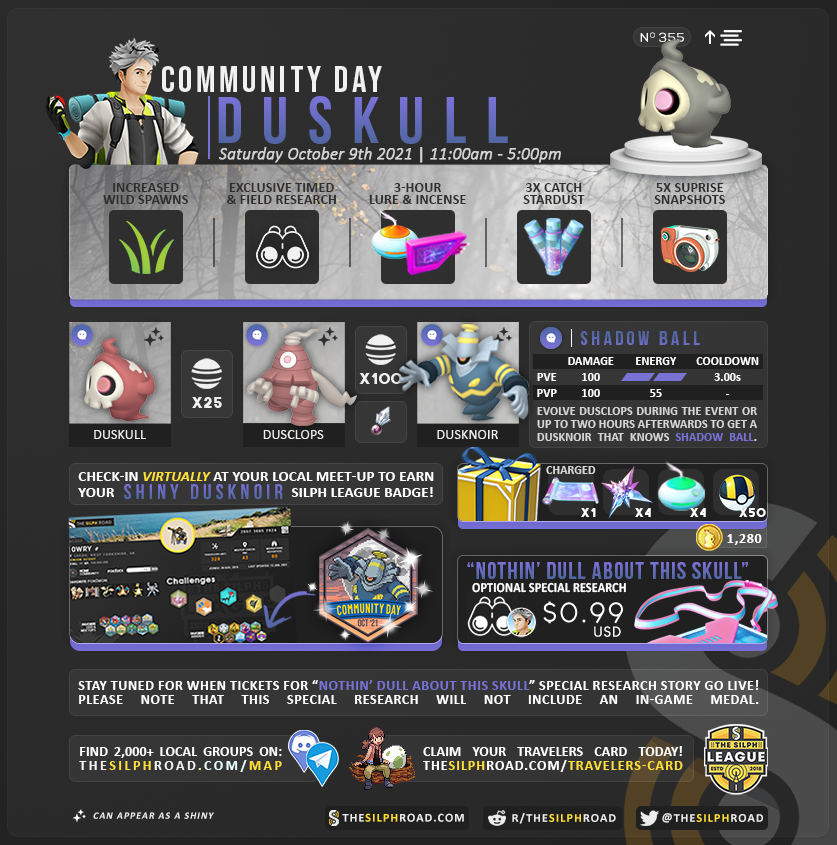 Nº 355
COMMUNITY DAY
DUSKULL
Saturday October 9th 2021 | 11:00am - 5:00pm
INCREASED
WILD SPAWNS
EXCLUSIVE TIMED
& FIELD RESEARCH
3-HOUR
LURE & INCENSE
3X CATCH
STARDUST
5X SUPRISE
SNAPSHOTS
X25
X100
DUSKULL
DUSCLOPS
DUSKNOIR
SHADOW BALL
DAMAGE ENERGY COOLDOWN
PVE 100 3.00s
PVP 100 55 -
EVOLVE DUSCLOPS DURING THE EVENT OR
UP TO TWO HOURS AFTERWARDS TO GET A
DUSKNOIR THAT KNOWS SHADOW BALL.
CHECK-IN VIRTUALLY AT YOUR LOCAL MEET-UP TO EARN
YOUR SHINY DUSKNOIR SILPH LEAGUE BADGE!
THE SILPH ROAD
OWRY
Challenges
COMMUNITY DAY
OCT '21
CHARGED
X1 X4 X4 X50
1,280
"NOTHIN' DULL ABOUT THIS SKULL"
OPTIONAL SPECIAL RESEARCH
$0.99
USD
STAY TUNED FOR WHEN TICKETS FOR "NOTHIN' DULL ABOUT THIS SKULL" SPECIAL RESEARCH STORY GO LIVE!
PLEASE NOTE THAT THIS SPECIAL RESEARCH WILL NOT INCLUDE AN IN-GAME MEDAL.
FIND 2,000+ LOCAL GROUPS ON:
THESILPHROAD.COM/MAP
CLAIM YOUR TRAVELERS CARD TODAY!
THESILPHROAD.COM/TRAVELERS-CARD
THE SILPH
LEAGUE
ESTD 2018
CAN APPEAR AS A SHINY
THESILPHROAD.COM
R/THESILPHROAD
@THESILPHROAD